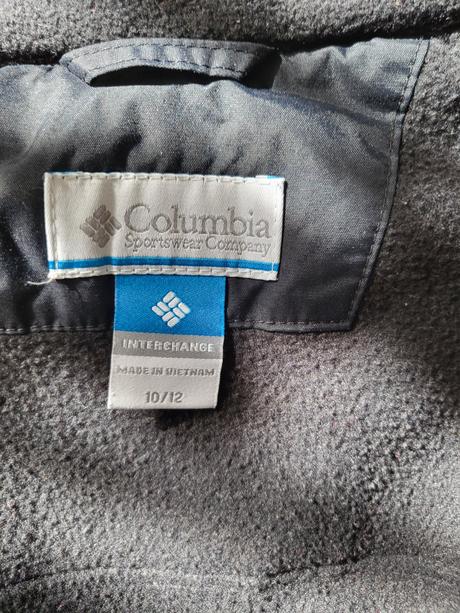 Columbia
Sportswear Company
INTERCHANGE
MADE IN VIETNAM
10/12